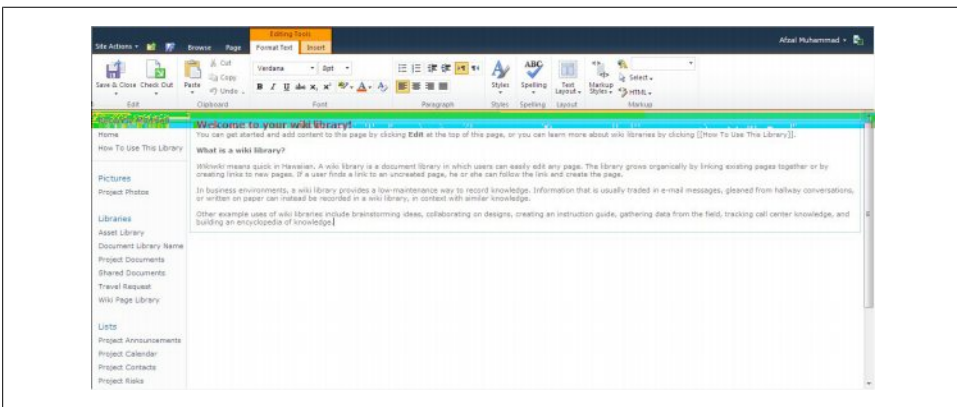 Editing Tools
Site Actions
Browse Page Format Text Insert
Afzal Muhammad
Save & Close Check Out
Paste
Cut
Copy
Undo
Verdana 8pt
B I U abc x, x'
Styles
ABC
Spelling
Text Layout
Markup Styles
Select
HTML
Edit Clipboard Font Paragraph Styles Spelling Layout Markup
Welcome to your wiki library!
Home
How To Use This Library
Pictures
Project Photos
Libraries
Asset Library
Document Library Name
Project Documents
Shared Documents
Travel Request
Wiki Page Library
Lists
Project Announcements
Project Calendar
Project Contacts
Project Risks
You can get started and add content to this page by clicking Edit at the top of this page, or you can learn more about wiki libraries by clicking [[How To Use This Library]].
What is a wiki library?
Wikiwiki means quick in Hawaiian. A wiki library is a document library in which users can easily edit any page. The library grows organically by linking existing pages together or by
creating links to new pages. If a user finds a link to an uncreated page, he or she can follow the link and create the page.
In business environments, a wiki library provides a low-maintenance way to record knowledge. Information that is usually traded in e-mail messages, gleaned from hallway conversations,
or written on paper can instead be recorded in a wiki library, in context with similar knowledge.
Other example uses of wiki libraries include brainstorming ideas, collaborating on designs, creating an instruction guide, gathering data from the field, tracking call center knowledge, and
building an encyclopedia of knowledge.